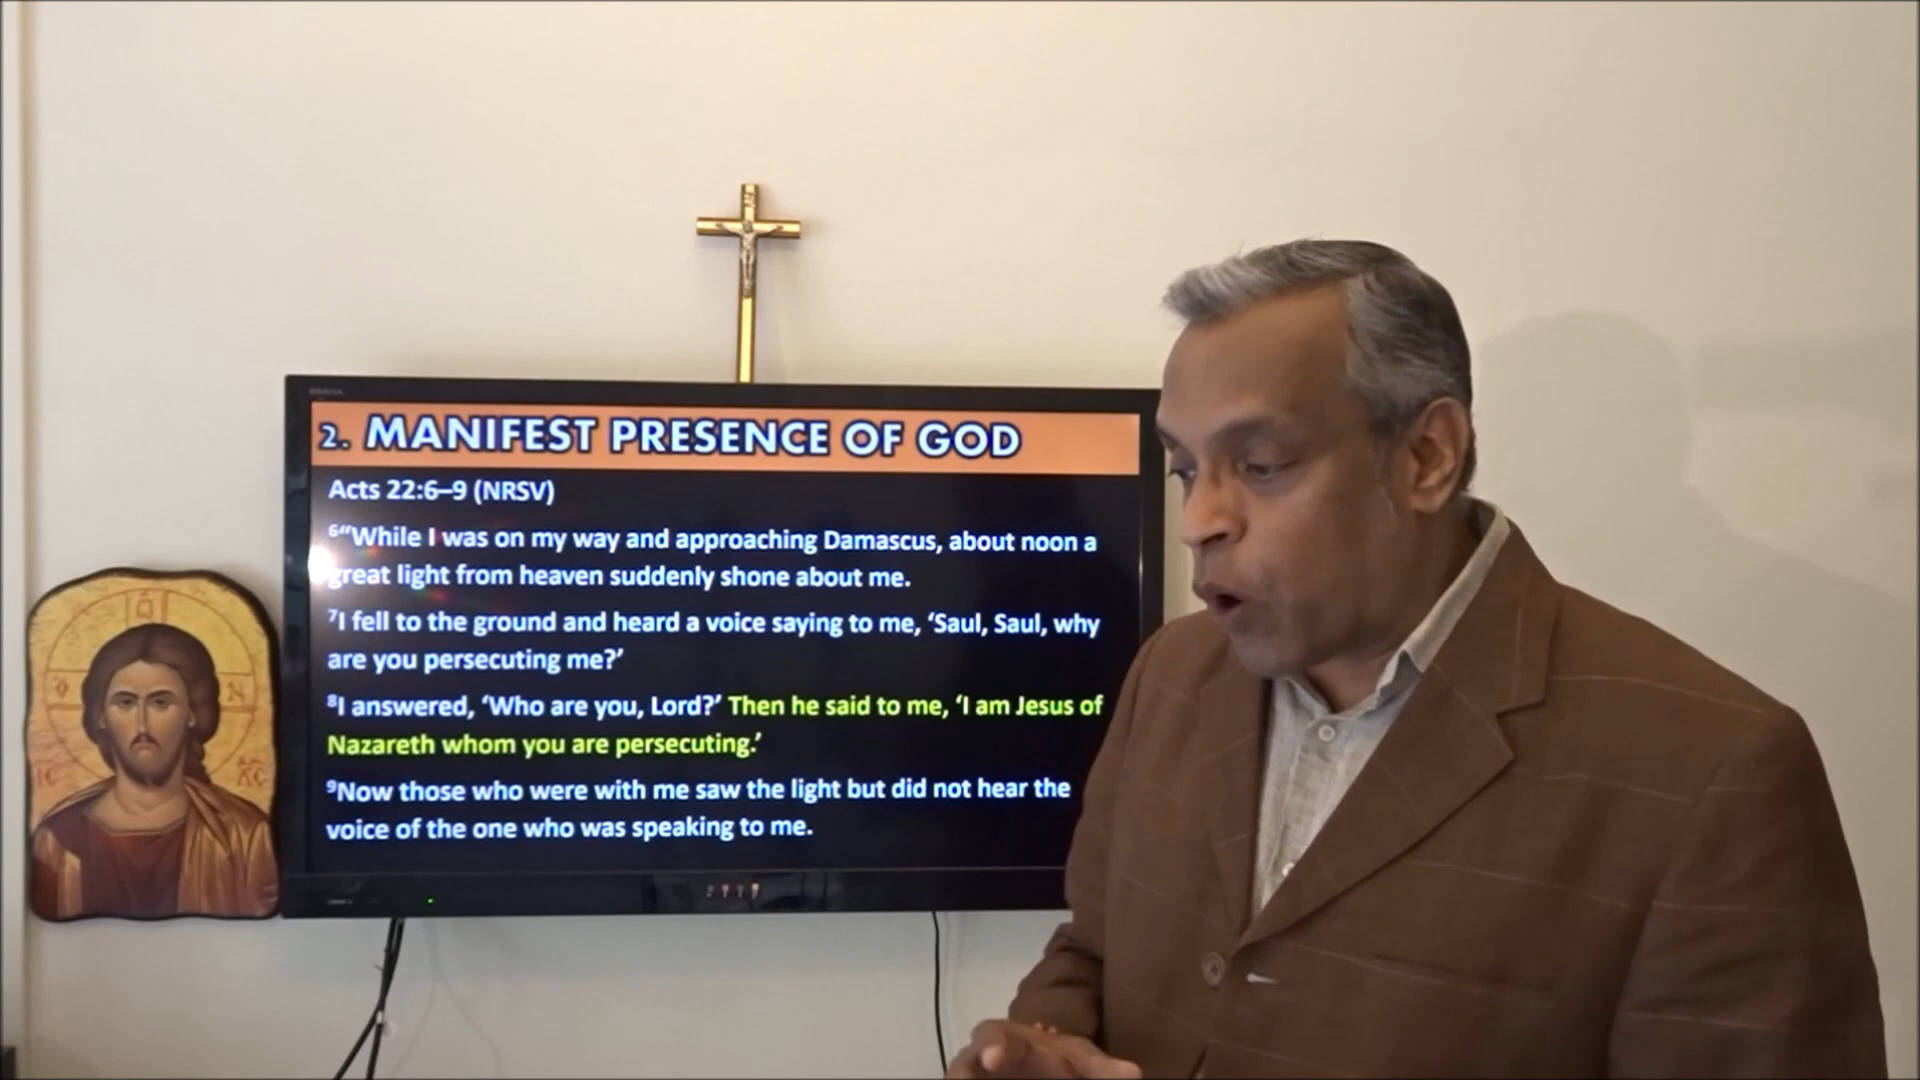 2. MANIFEST PRESENCE OF GOD
Acts 22:6–9 (NRSV)
⁶“While I was on my way and approaching Damascus, about noon a
great light from heaven suddenly shone about me.
⁷I fell to the ground and heard a voice saying to me, ‘Saul, Saul, why
are you persecuting me?’
⁸I answered, ‘Who are you, Lord?’ Then he said to me, ‘I am Jesus of
Nazareth whom you are persecuting.’
⁹Now those who were with me saw the light but did not hear the
voice of the one who was speaking to me.